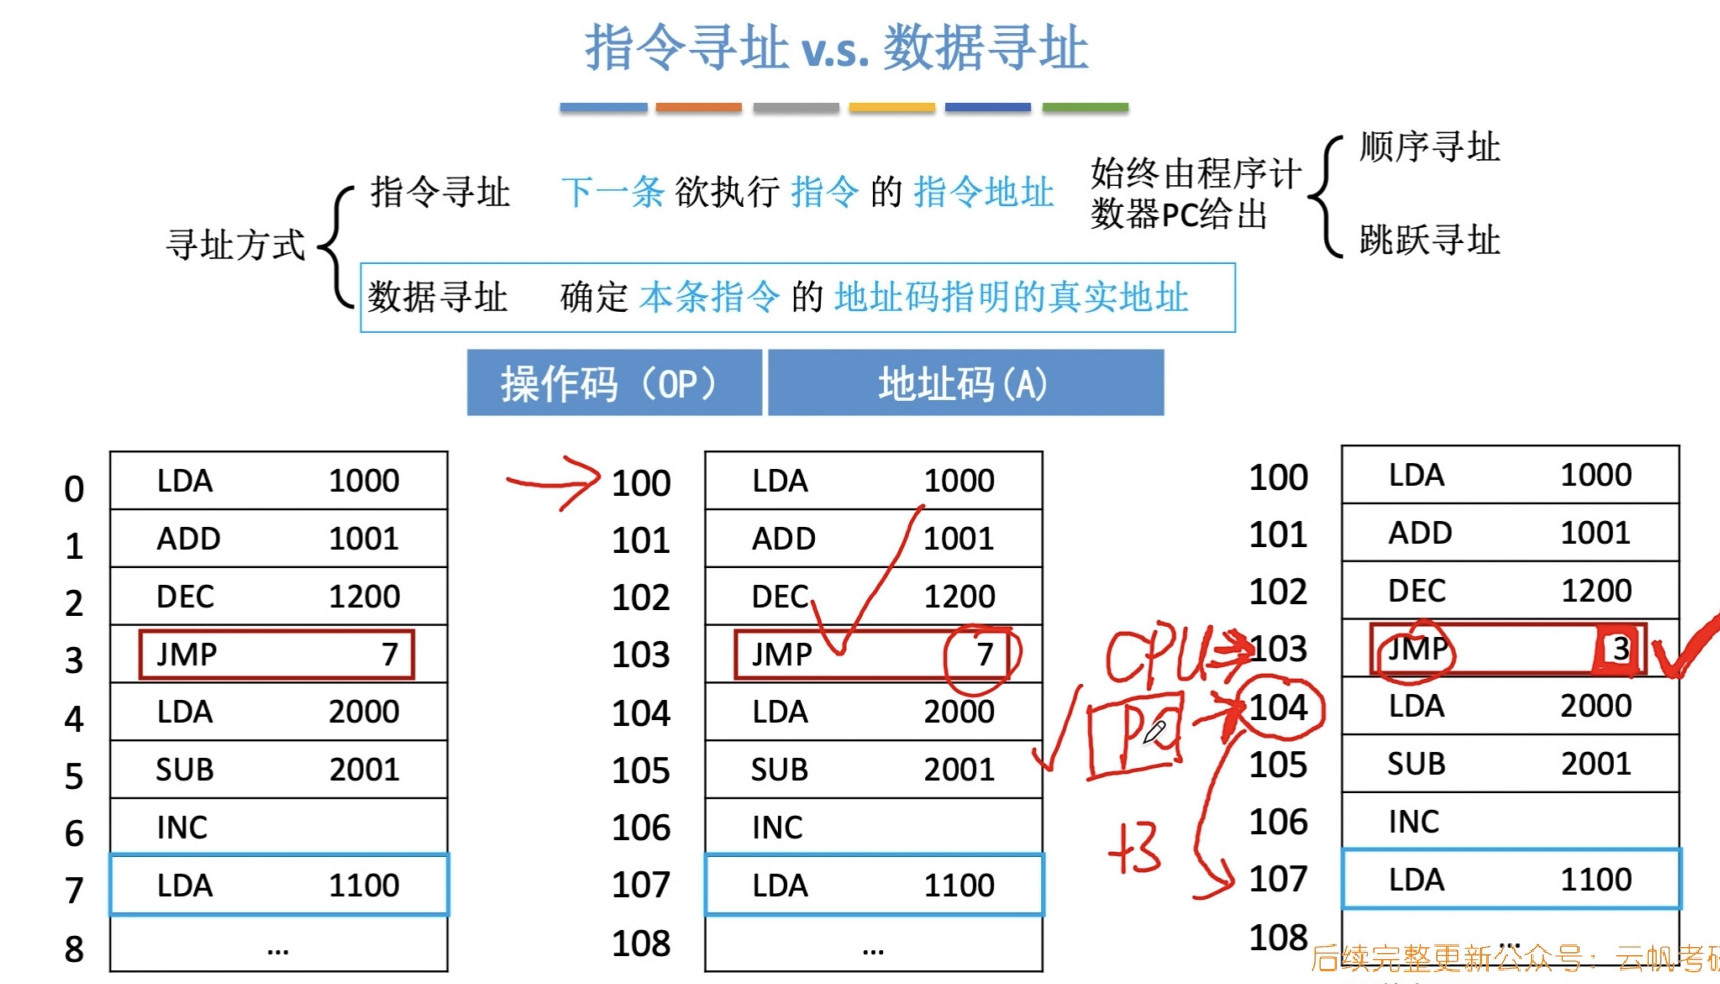 指令寻址 v.s. 数据寻址
寻址方式
指令寻址 下一条 欲执行 指令 的 指令地址
始终由程序计
数器PC给出
顺序寻址
跳跃寻址
数据寻址 确定 本条指令 的 地址码指明的真实地址
操作码（OP） 地址码(A)
0 LDA 1000
1 ADD 1001
2 DEC 1200
3 JMP 7
4 LDA 2000
5 SUB 2001
6 INC
7 LDA 1100
8 ...
100 LDA 1000
101 ADD 1001
102 DEC 1200
103 JMP 7
104 LDA 2000
105 SUB 2001
106 INC
107 LDA 1100
108 ...
CPU
PC
+3
100 LDA 1000
101 ADD 1001
102 DEC 1200
103 JMP 3
104 LDA 2000
105 SUB 2001
106 INC
107 LDA 1100
108 ...
后续完整更新公众号：云帆考研